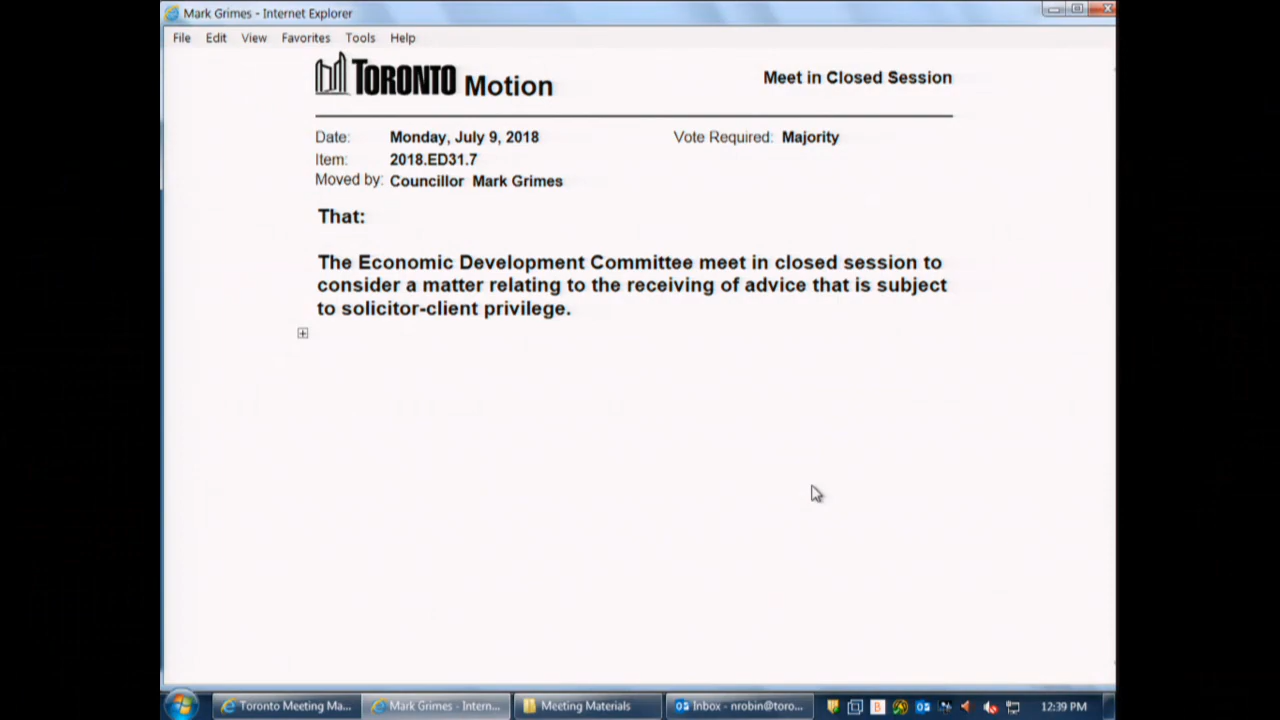 Mark Grimes - Internet Explorer
File Edit View Favorites Tools Help
TORONTO Motion
Meet in Closed Session
Date: Monday, July 9, 2018
Vote Required: Majority
Item: 2018.ED31.7
Moved by: Councillor Mark Grimes
That:
The Economic Development Committee meet in closed session to
consider a matter relating to the receiving of advice that is subject
to solicitor-client privilege.
Toronto Meeting Ma... Mark Grimes - Intern... Meeting Materials Inbox - nrobin@toro... 12:39 PM